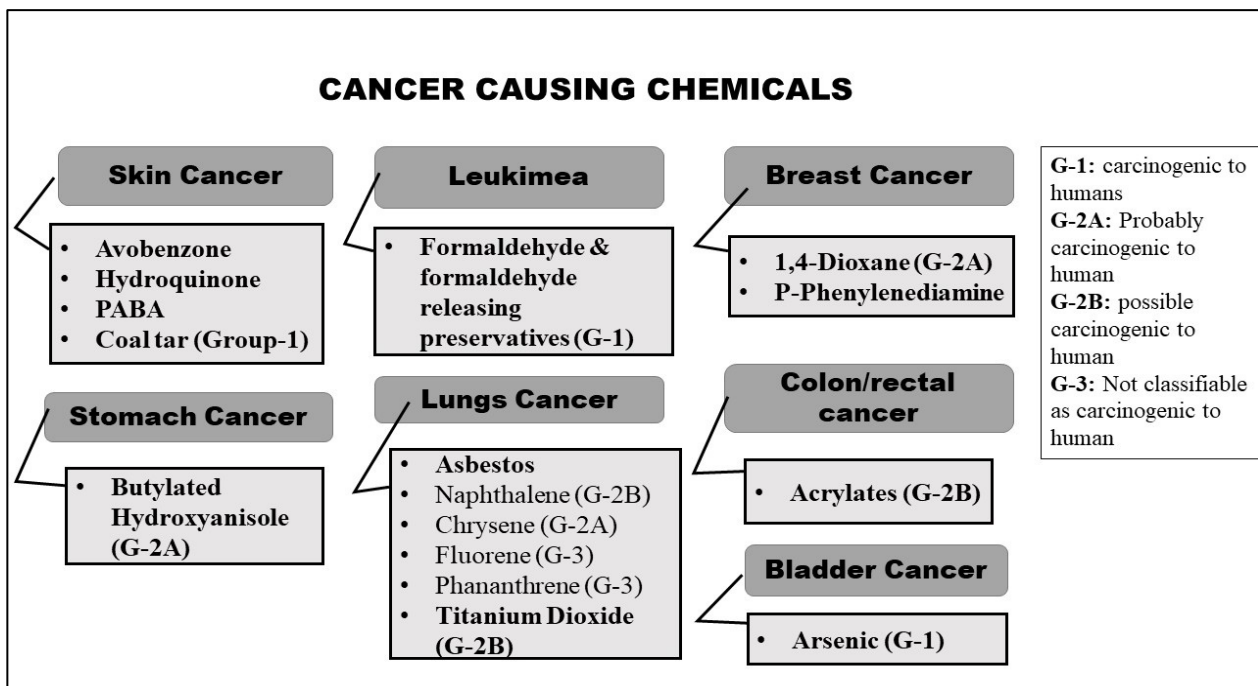 CANCER CAUSING CHEMICALS
Skin Cancer
• Avobenzone
• Hydroquinone
• PABA
• Coal tar (Group-1)
Leukimea
• Formaldehyde &
formaldehyde
releasing
preservatives (G-1)
Breast Cancer
• 1,4-Dioxane (G-2A)
• P-Phenylenediamine
Stomach Cancer
• Butylated
Hydroxyanisole
(G-2A)
Lungs Cancer
• Asbestos
• Naphthalene (G-2B)
• Chrysene (G-2A)
• Fluorene (G-3)
• Phananthrene (G-3)
• Titanium Dioxide
(G-2B)
Colon/rectal
cancer
• Acrylates (G-2B)
Bladder Cancer
• Arsenic (G-1)
G-1: carcinogenic to
humans
G-2A: Probably
carcinogenic to
human
G-2B: possible
carcinogenic to
human
G-3: Not classifiable
as carcinogenic to
human